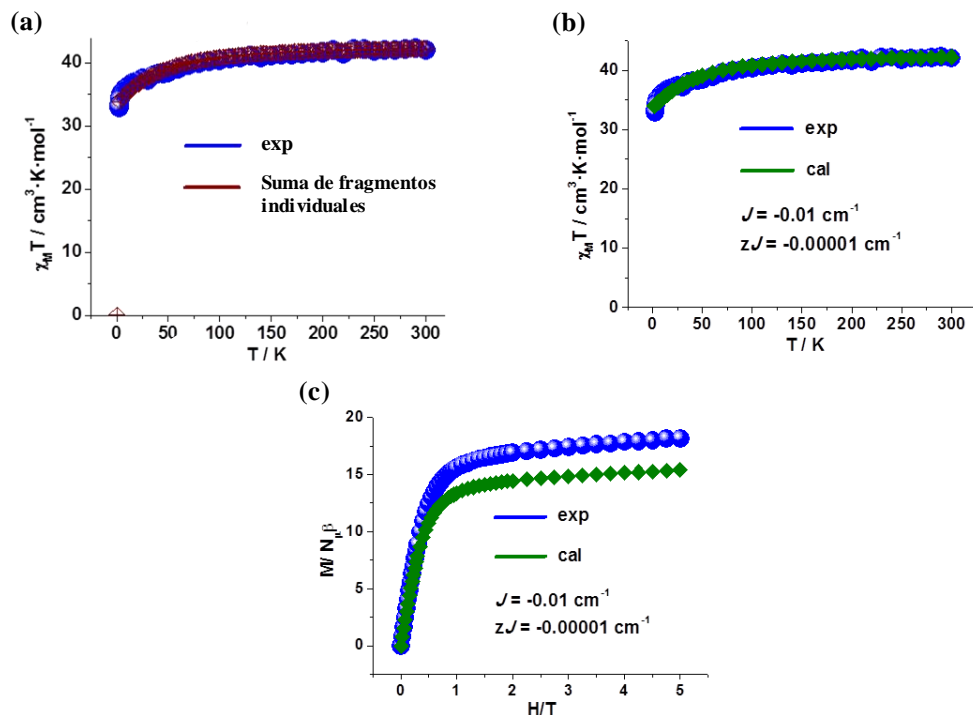 (a)
40
30
20
10
0
χMT / cm³·K·mol⁻¹
exp
Suma de fragmentos
individuales
0 50 100 150 200 250 300
T / K
(b)
40
30
20
10
0
χMT / cm³·K·mol⁻¹
exp
cal
J = -0.01 cm⁻¹
zJ = -0.00001 cm⁻¹
0 50 100 150 200 250 300
T / K
(c)
20
15
10
5
0
M/ Nμβ
exp
cal
J = -0.01 cm⁻¹
zJ = -0.00001 cm⁻¹
0 1 2 3 4 5
H/T